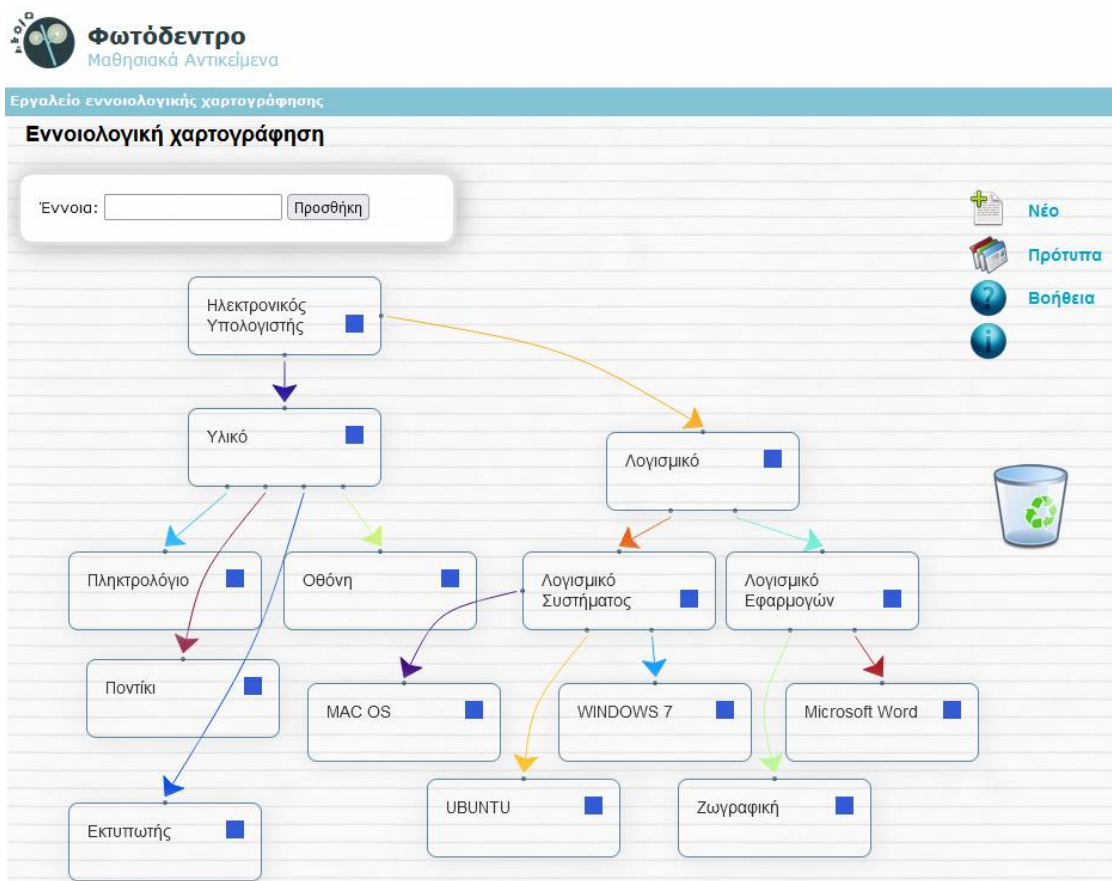 Φωτόδεντρο
Μαθησιακά Αντικείμενα
Εργαλείο εννοιολογικής χαρτογράφησης
Εννοιολογική χαρτογράφηση
Έννοια:
Προσθήκη
Νέο
Πρότυπα
Βοήθεια
Ηλεκτρονικός
Υπολογιστής
Υλικό
Λογισμικό
Πληκτρολόγιο
Οθόνη
Λογισμικό
Συστήματος
Λογισμικό
Εφαρμογών
Ποντίκι
MAC OS
WINDOWS 7
Microsoft Word
Εκτυπωτής
UBUNTU
Ζωγραφική